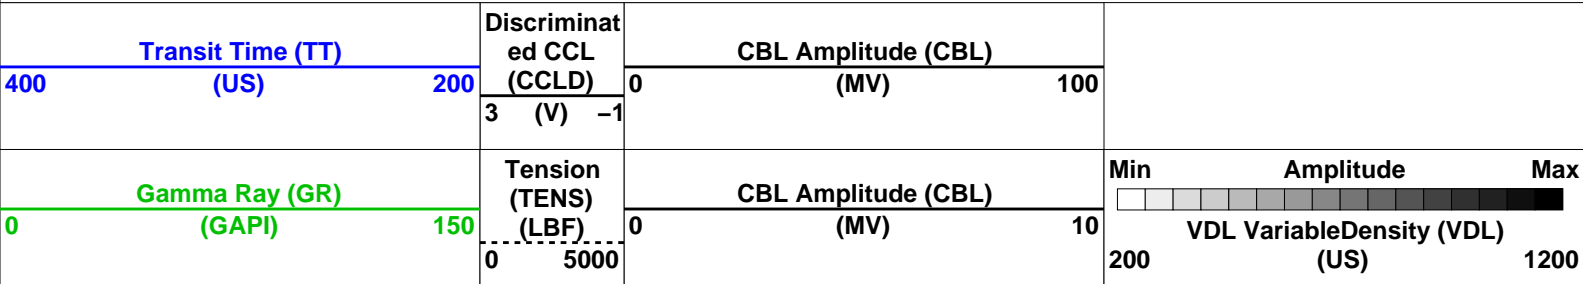 Transit Time (TT)
400 (US) 200
Discriminat
ed CCL
(CCLD)
3 (V) −1
CBL Amplitude (CBL)
0 (MV) 100
Gamma Ray (GR)
0 (GAPI) 150
Tension
(TENS)
(LBF)
0 5000
CBL Amplitude (CBL)
0 (MV) 10
Min Amplitude Max
VDL VariableDensity (VDL)
200 (US) 1200